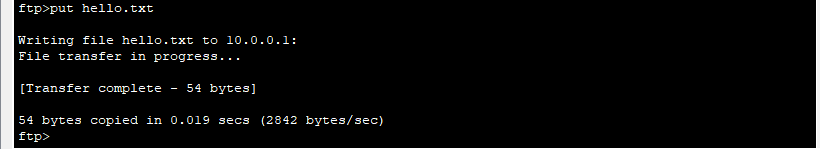 ftp>put hello.txt
Writing file hello.txt to 10.0.0.1:
File transfer in progress...
[Transfer complete - 54 bytes]
54 bytes copied in 0.019 secs (2842 bytes/sec)
ftp>